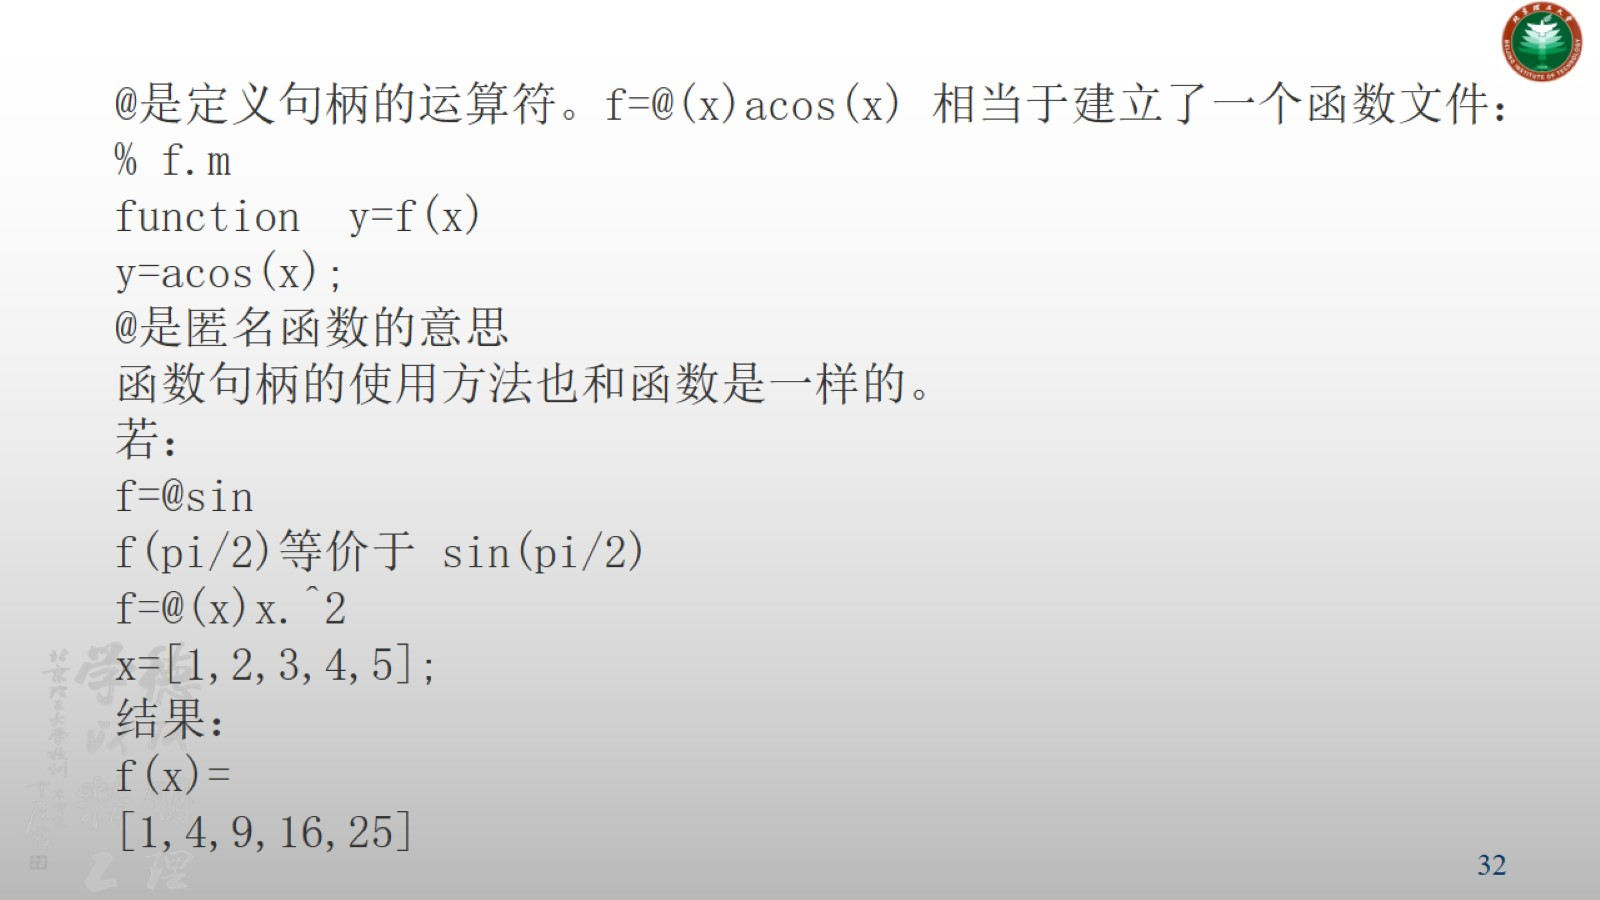 @是定义句柄的运算符。f=@(x)acos(x) 相当于建立了一个函数文件：
% f.m
function  y=f(x)
y=acos(x);
@是匿名函数的意思
函数句柄的使用方法也和函数是一样的。
若：
f=@sin
f(pi/2)等价于 sin(pi/2)
f=@(x)x.^2
x=[1,2,3,4,5];
结果：
f(x)=
[1,4,9,16,25]
32